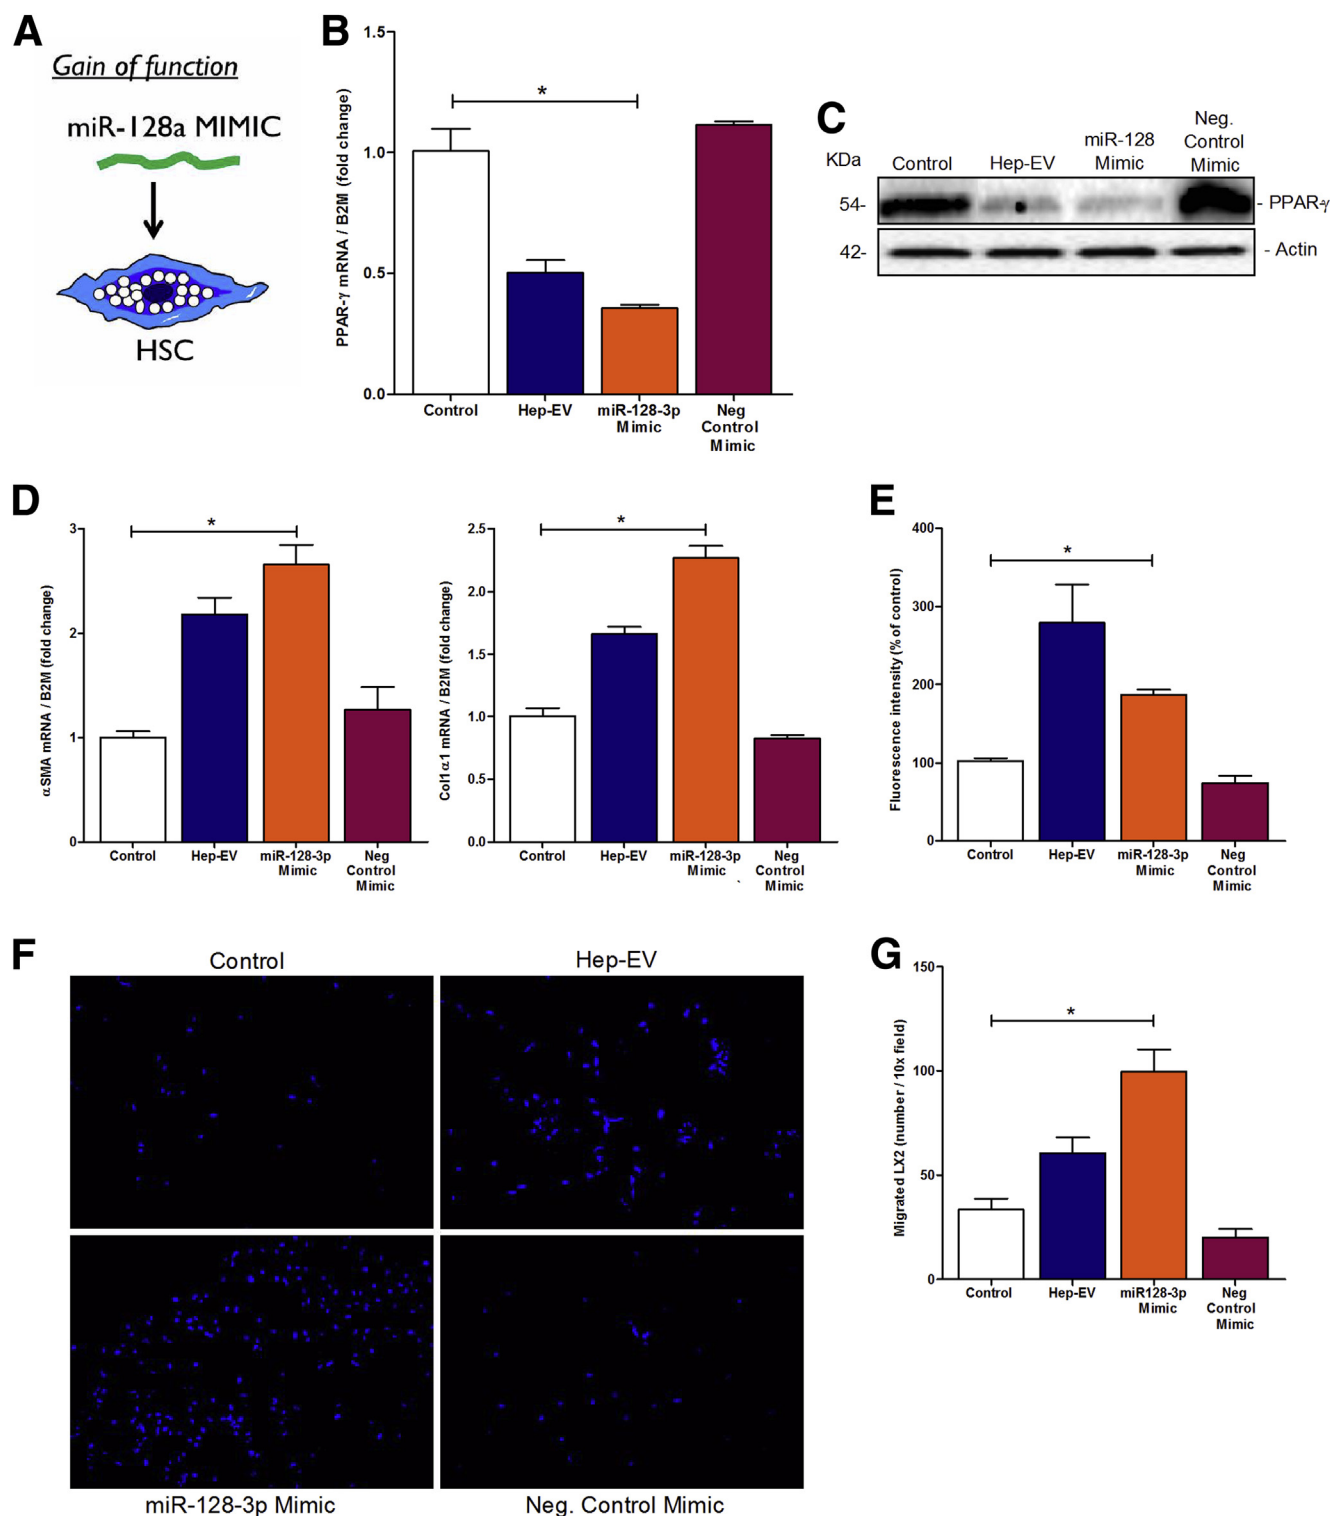 A
Gain of function
miR-128a MIMIC
HSC
B
PPAR-γ mRNA / B2M (fold change)
1.5
1.0
0.5
0.0
*
Control
Hep-EV
miR-128-3p
Mimic
Neg
Control
Mimic
C
KDa
Control
Hep-EV
miR-128
Mimic
Neg.
Control
Mimic
54-
- PPAR-γ
42-
- Actin
D
αSMA mRNA / B2M (fold change)
3
2
1
0
*
Control
Hep-EV
miR-128-3p
Mimic
Neg
Control
Mimic
Col1α1 mRNA / B2M (fold change)
2.5
2.0
1.5
1.0
0.5
0.0
*
Control
Hep-EV
miR-128-3p
Mimic
Neg
Control
Mimic
E
Fluorescence intensity (% of control)
400
300
200
100
0
*
Control
Hep-EV
miR-128-3p
Mimic
Neg
Control
Mimic
F
Control
Hep-EV
miR-128-3p Mimic
Neg. Control Mimic
G
Migrated LX2 (number / 10x field)
150
100
50
0
*
Control
Hep-EV
miR128-3p
Mimic
Neg
Control
Mimic